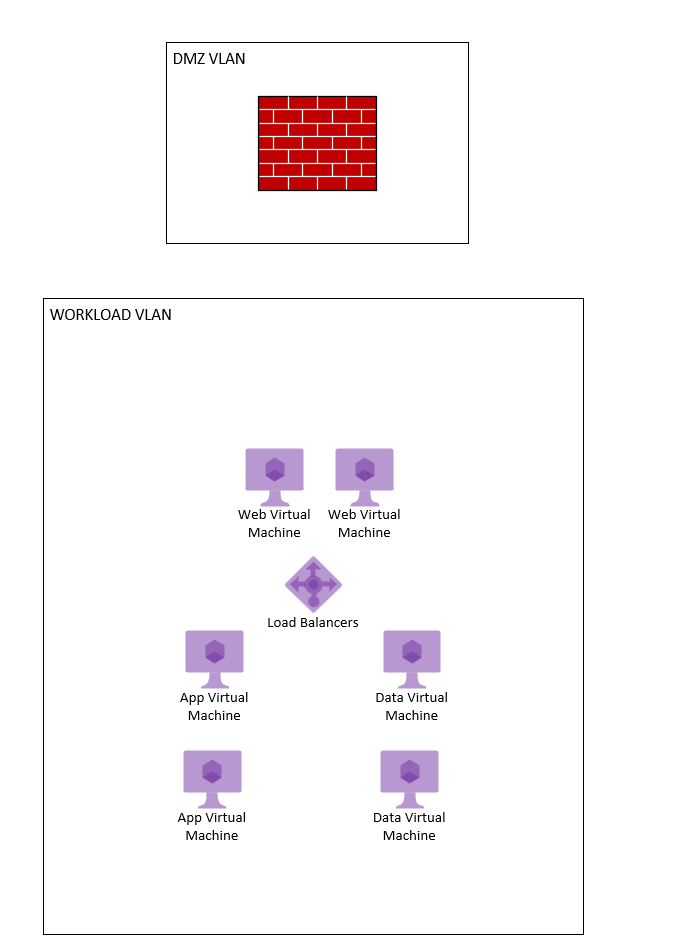 DMZ VLAN
WORKLOAD VLAN
Web Virtual
Machine
Web Virtual
Machine
Load Balancers
App Virtual
Machine
Data Virtual
Machine
App Virtual
Machine
Data Virtual
Machine